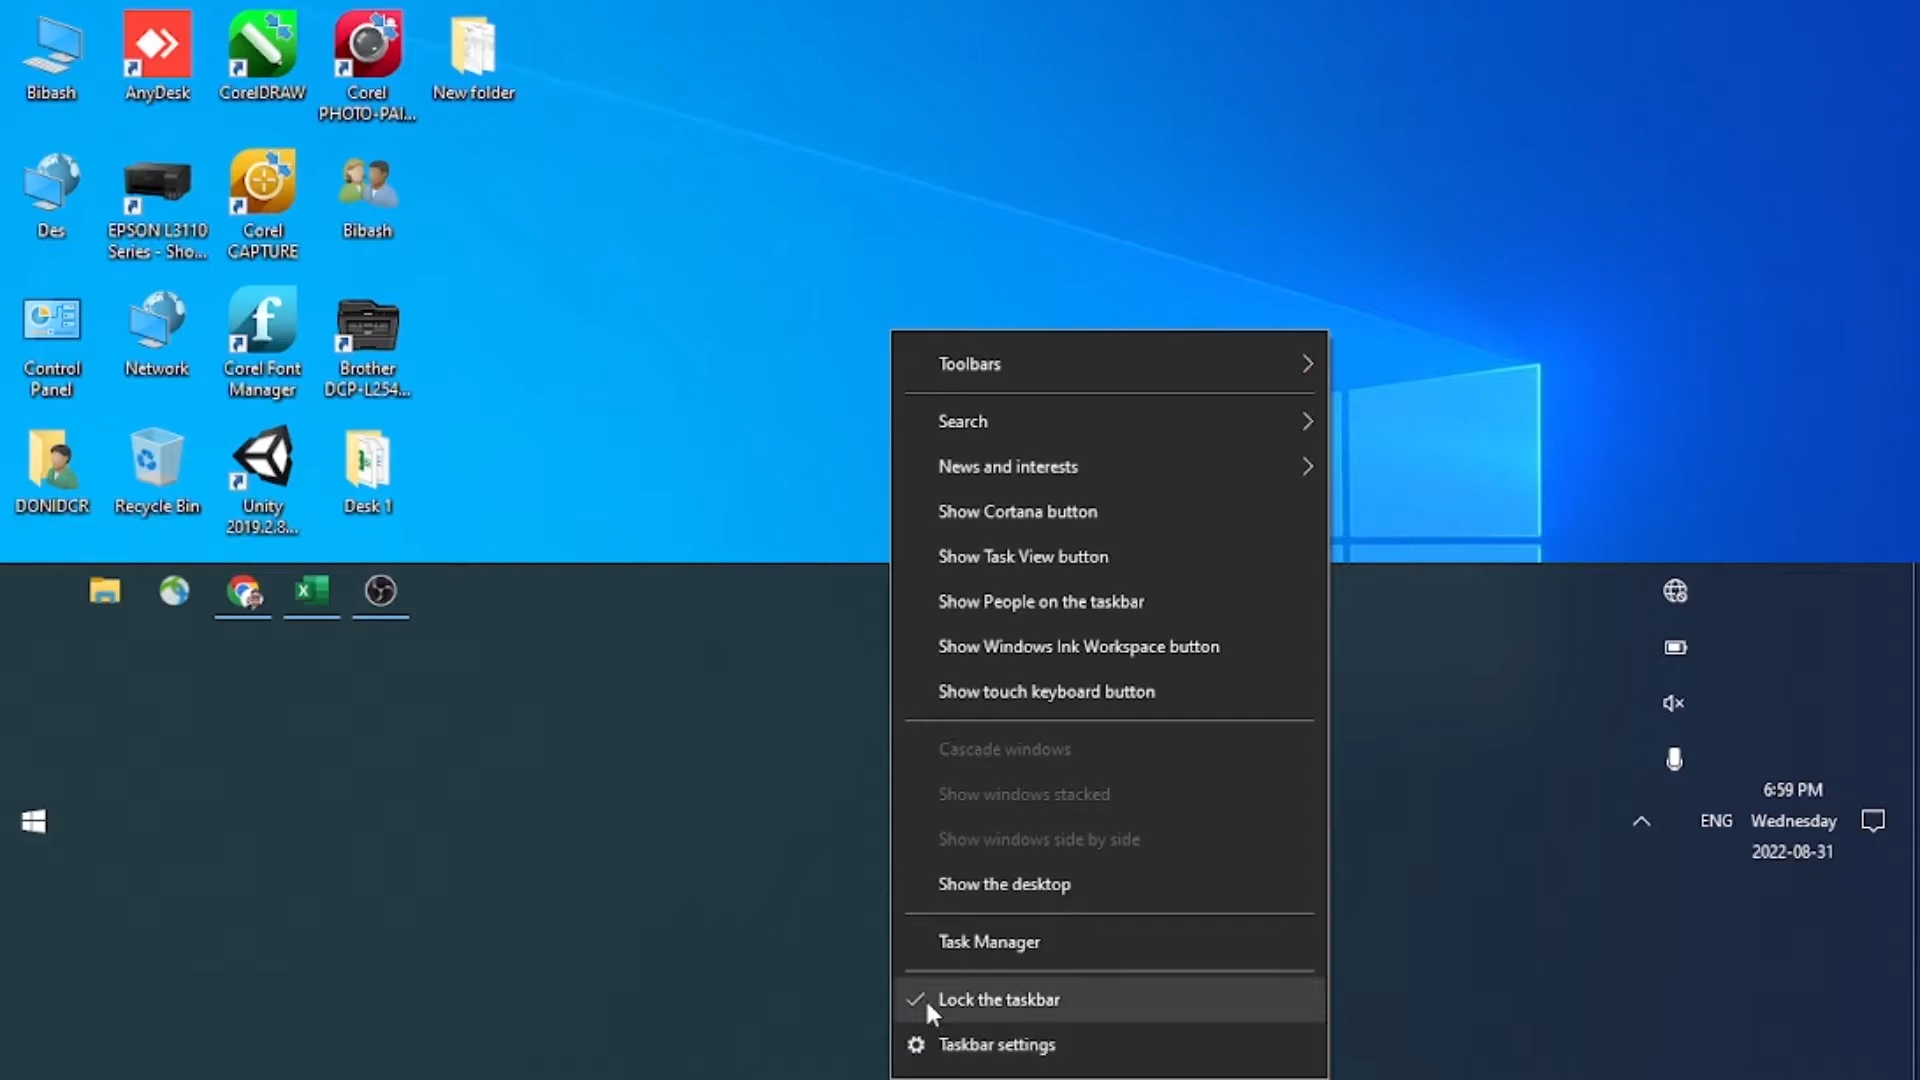 Bibash
AnyDesk
CorelDRAW
Corel
PHOTO-PAI...
New folder
Des
EPSON L3110
Series - Sho...
Corel
CAPTURE
Bibash
Control
Panel
Network
Corel Font
Manager
Brother
DCP-L254...
DONIDCR
Recycle Bin
Unity
2019.2.8...
Desk 1
Toolbars
Search
News and interests
Show Cortana button
Show Task View button
Show People on the taskbar
Show Windows Ink Workspace button
Show touch keyboard button
Cascade windows
Show windows stacked
Show windows side by side
Show the desktop
Task Manager
Lock the taskbar
Taskbar settings
6:59 PM
ENG Wednesday
2022-08-31